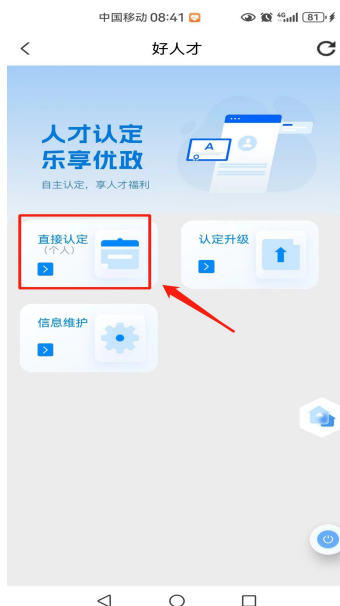 中国移动 08:41 4G 81
好人才
人才认定
乐享优政
自主认定，享人才福利
A
直接认定
（个人）
认定升级
信息维护